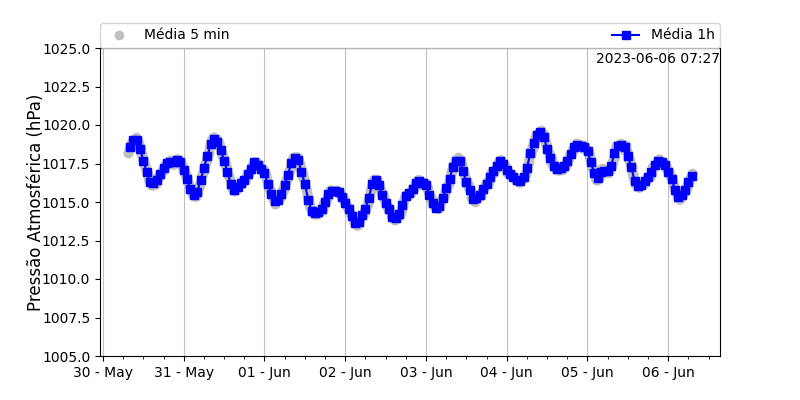 Média 5 min
Média 1h
2023-06-06 07:27
Pressão Atmosférica (hPa)
1025.0
1022.5
1020.0
1017.5
1015.0
1012.5
1010.0
1007.5
1005.0
30 - May
31 - May
01 - Jun
02 - Jun
03 - Jun
04 - Jun
05 - Jun
06 - Jun